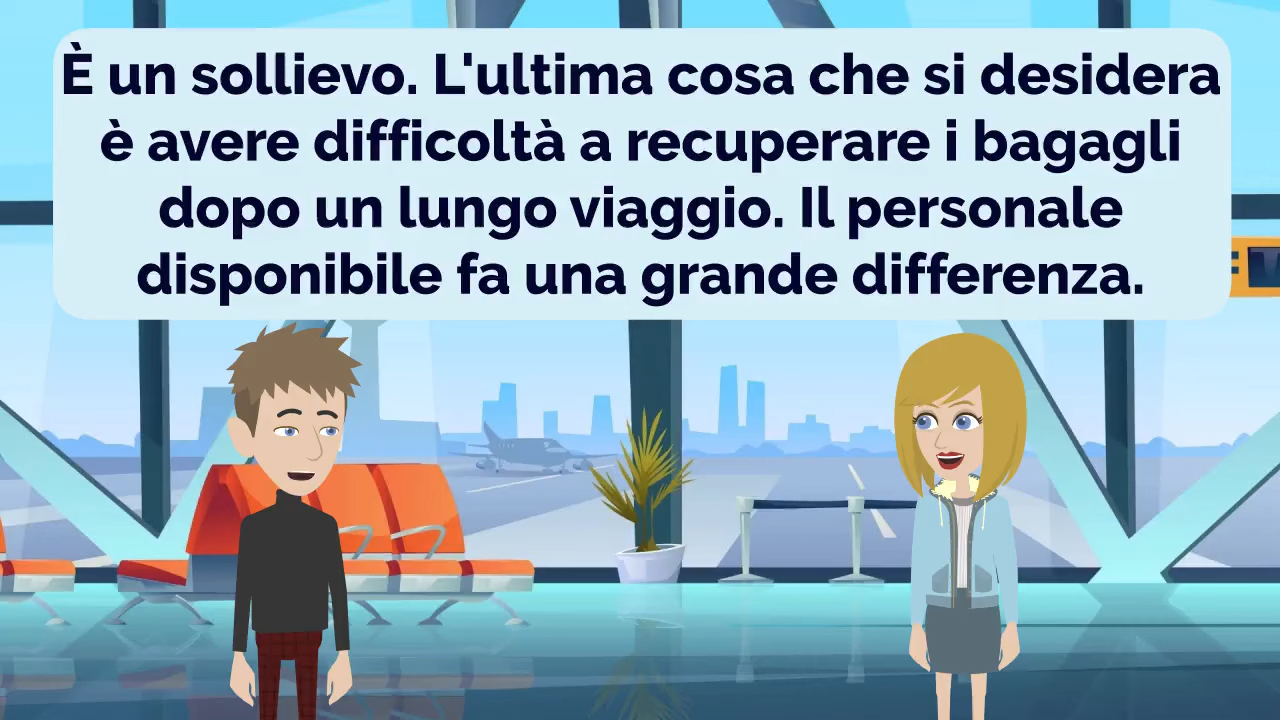 È un sollievo. L'ultima cosa che si desidera
è avere difficoltà a recuperare i bagagli
dopo un lungo viaggio. Il personale
disponibile fa una grande differenza.